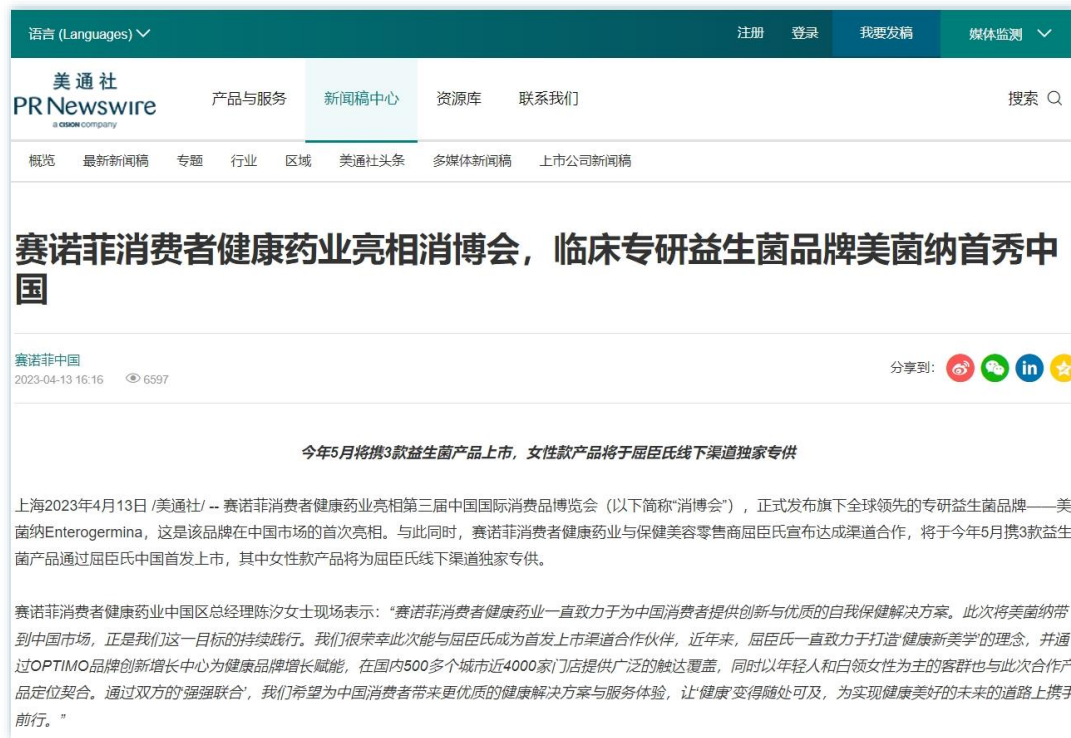 语言 (Languages)
注册 登录 我要发稿 媒体监测
美通社
PR Newswire
a CISION company
产品与服务 新闻稿中心 资源库 联系我们 搜索
概览 最新新闻稿 专题 行业 区域 美通社头条 多媒体新闻稿 上市公司新闻稿
赛诺菲消费者健康药业亮相消博会，临床专研益生菌品牌美菌纳首秀中
国
赛诺菲中国
2023-04-13 16:16 6597
分享到:
in
今年5月将携3款益生菌产品上市，女性款产品将于屈臣氏线下渠道独家专供
上海2023年4月13日 /美通社/ -- 赛诺菲消费者健康药业亮相第三届中国国际消费品博览会（以下简称“消博会”），正式发布旗下全球领先的专研益生菌品牌——美
菌纳Enterogermina，这是该品牌在中国市场的首次亮相。与此同时，赛诺菲消费者健康药业与保健美容零售商屈臣氏宣布达成渠道合作，将于今年5月携3款益生
菌产品通过屈臣氏中国首发上市，其中女性款产品将为屈臣氏线下渠道独家专供。
赛诺菲消费者健康药业中国区总经理陈汐女士现场表示：“赛诺菲消费者健康药业一直致力于为中国消费者提供创新与优质的自我保健解决方案。此次将美菌纳带
到中国市场，正是我们这一目标的持续践行。我们很荣幸此次能与屈臣氏成为首发上市渠道合作伙伴，近年来，屈臣氏一直致力于打造‘健康新美学’的理念，并通
过OPTIMO品牌创新增长中心为健康品牌增长赋能，在国内500多个城市近4000家门店提供广泛的触达覆盖，同时以年轻人和白领女性为主的客群也与此次合作产
品定位契合。通过双方的‘强强联合’，我们希望为中国消费者带来更优质的健康解决方案与服务体验，让‘健康’变得随处可及，为实现健康美好的未来的道路上携手
前行。”